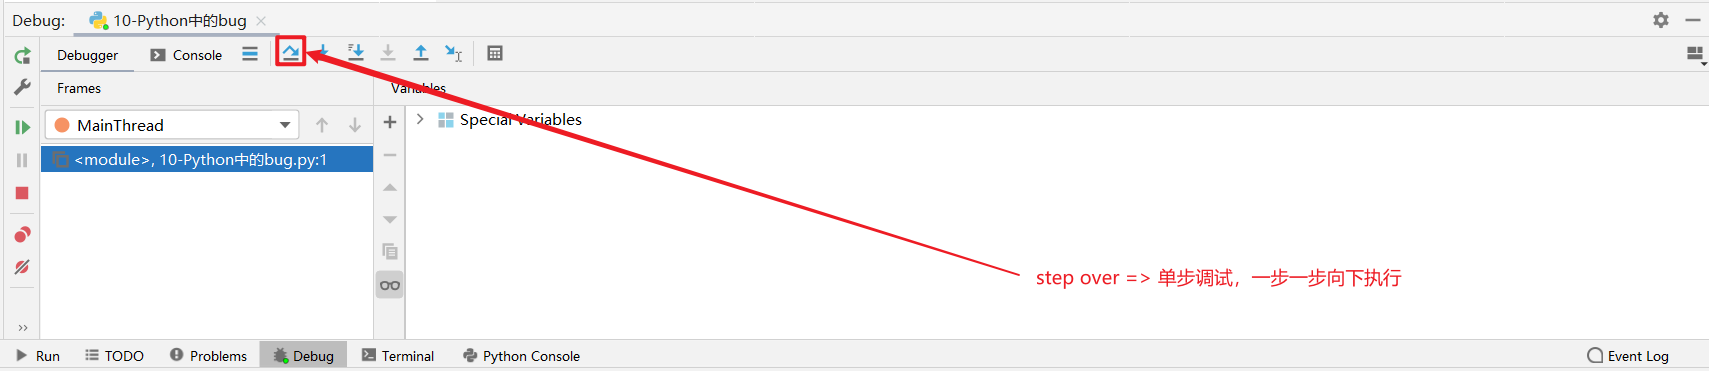 Debug: 10-Python中的bug
Debugger Console
Frames Variables
MainThread Special Variables
<module>, 10-Python中的bug.py:1
step over => 单步调试，一步一步向下执行
Run TODO Problems Debug Terminal Python Console Event Log